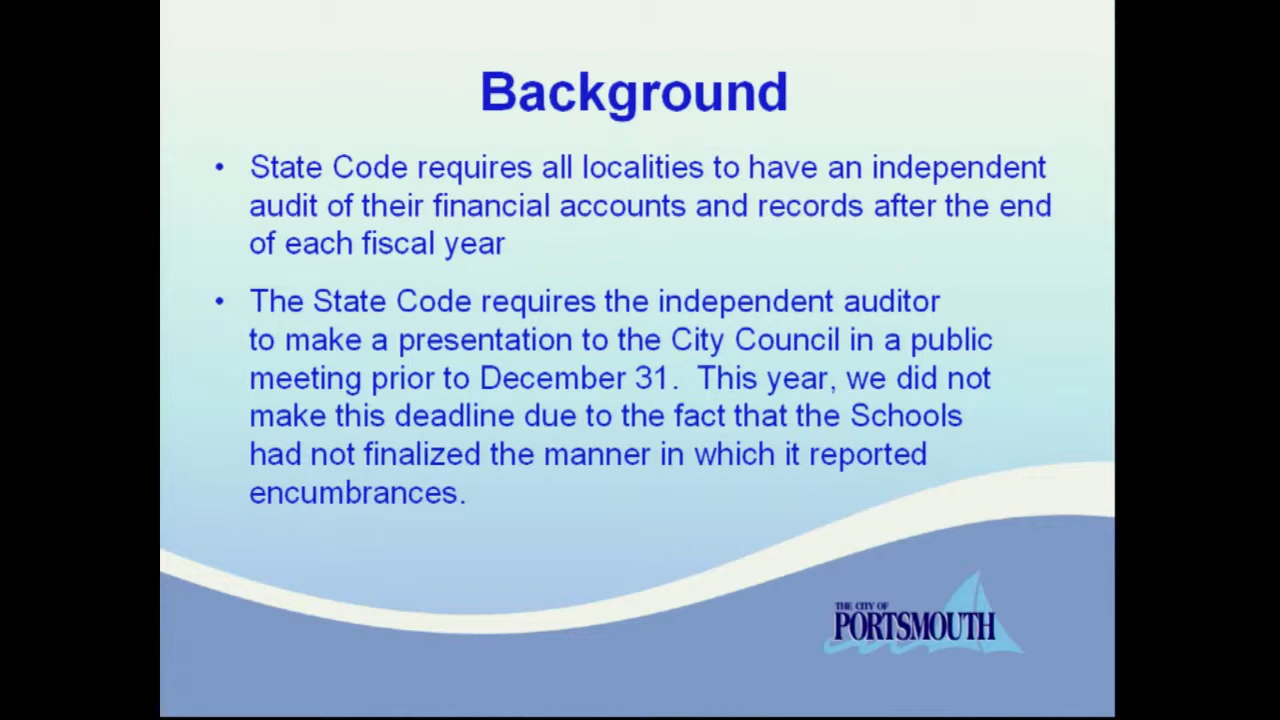 Background
• State Code requires all localities to have an independent
audit of their financial accounts and records after the end
of each fiscal year
• The State Code requires the independent auditor
to make a presentation to the City Council in a public
meeting prior to December 31.  This year, we did not
make this deadline due to the fact that the Schools
had not finalized the manner in which it reported
encumbrances.
THE CITY OF
PORTSMOUTH